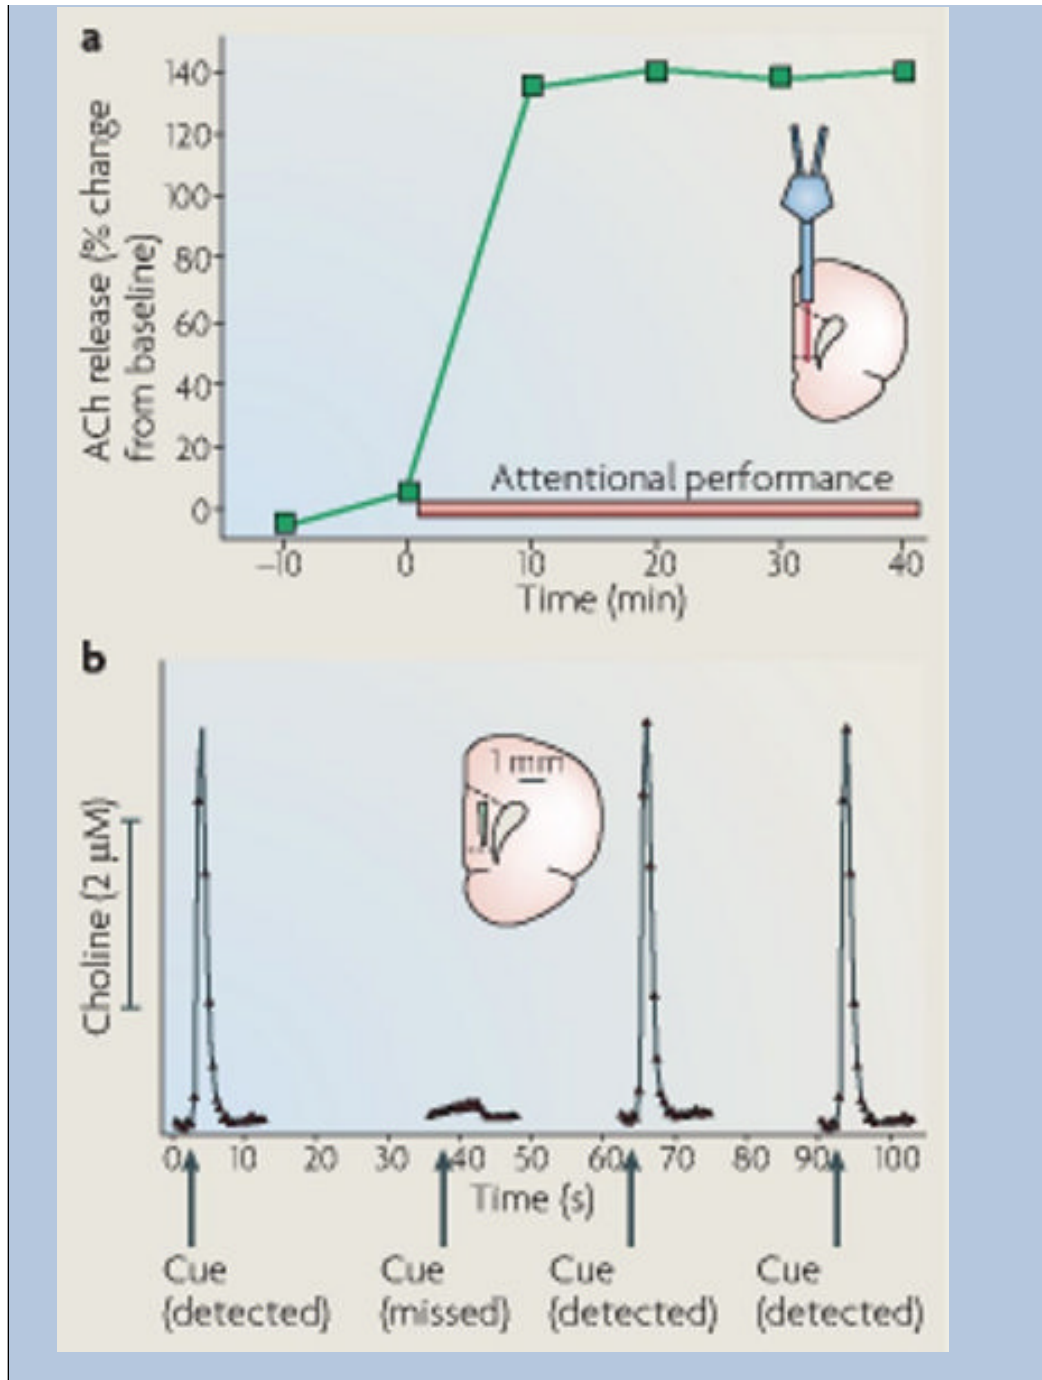 a
ACh release (% change
from baseline)
140
120
100
80
60
40
20
0
Attentional performance
–10 0 10 20 30 40
Time (min)
b
1 mm
Choline (2 μM)
0 10 20 30 40 50 60 70 80 90 100
Time (s)
Cue Cue Cue Cue
(detected) (missed) (detected) (detected)